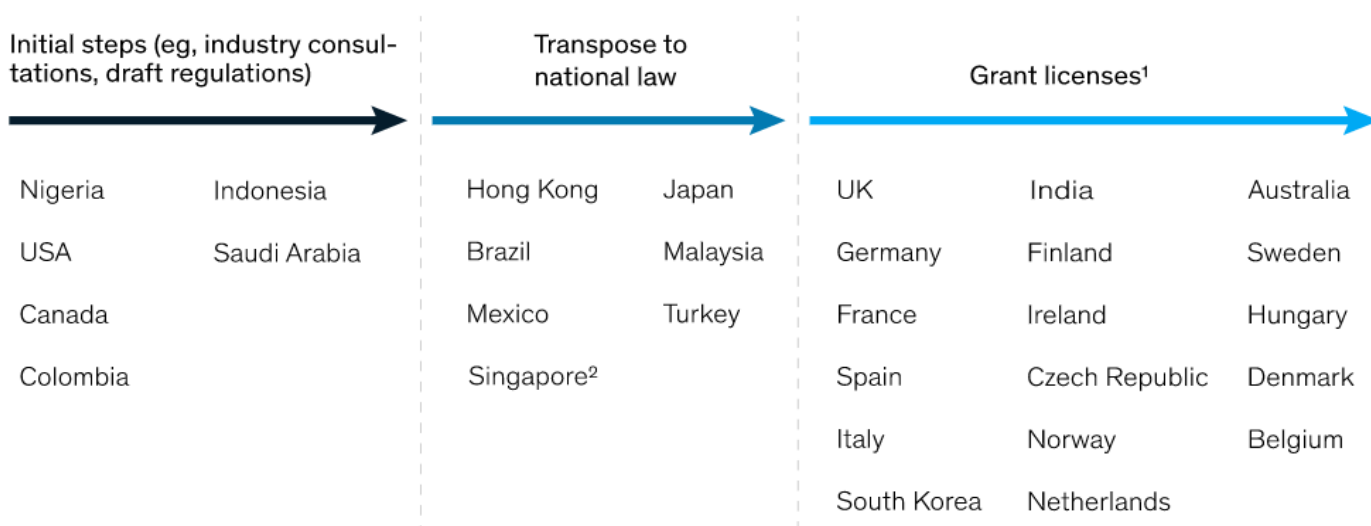 Initial steps (eg, industry consul-
tations, draft regulations)
Transpose to
national law
Grant licenses¹
Nigeria Indonesia
USA Saudi Arabia
Canada
Colombia
Hong Kong Japan
Brazil Malaysia
Mexico Turkey
Singapore²
UK India Australia
Germany Finland Sweden
France Ireland Hungary
Spain Czech Republic Denmark
Italy Norway Belgium
South Korea Netherlands